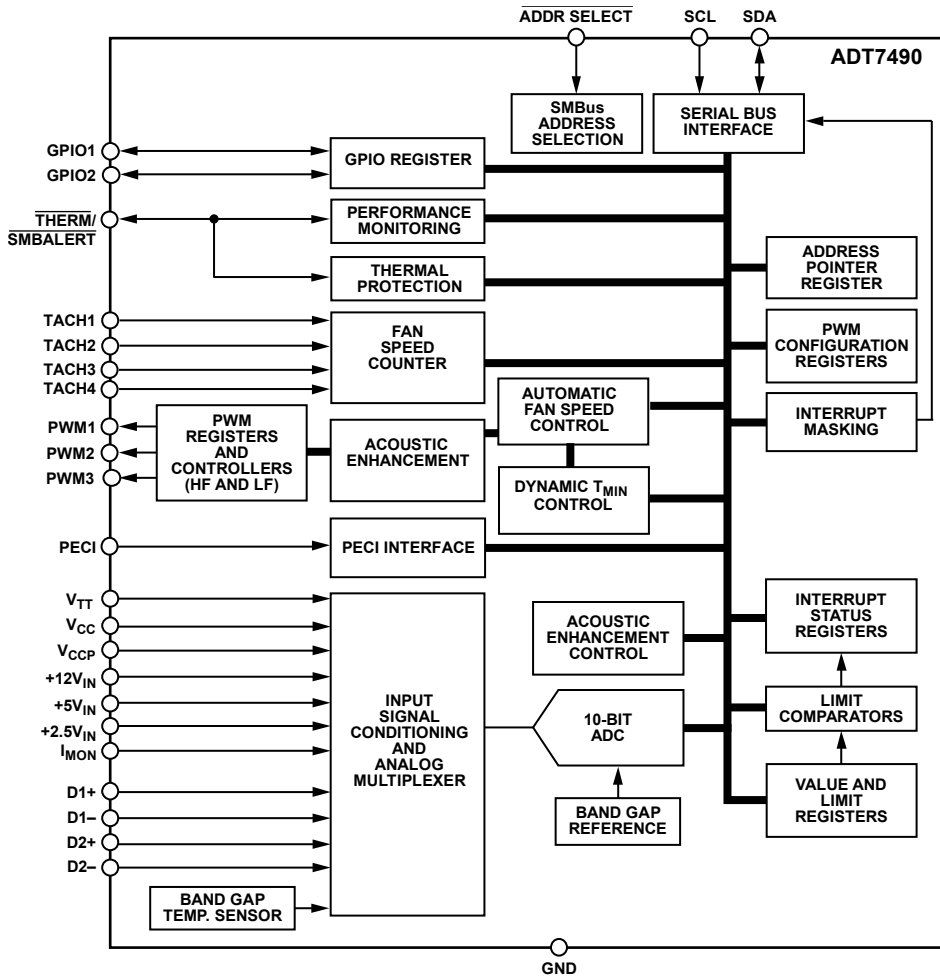 ADDR SELECT
SCL
SDA
ADT7490
SMBus
ADDRESS
SELECTION
SERIAL BUS
INTERFACE
GPIO1
GPIO2
GPIO REGISTER
THERM/
SMBALERT
PERFORMANCE
MONITORING
THERMAL
PROTECTION
ADDRESS
POINTER
REGISTER
TACH1
TACH2
TACH3
TACH4
FAN
SPEED
COUNTER
PWM
CONFIGURATION
REGISTERS
AUTOMATIC
FAN SPEED
CONTROL
INTERRUPT
MASKING
PWM1
PWM2
PWM3
PWM
REGISTERS
AND
CONTROLLERS
(HF AND LF)
ACOUSTIC
ENHANCEMENT
DYNAMIC TMIN
CONTROL
PECI
PECI INTERFACE
VTT
VCC
VCCP
+12VIN
+5VIN
+2.5VIN
IMON
D1+
D1–
D2+
D2–
INPUT
SIGNAL
CONDITIONING
AND
ANALOG
MULTIPLEXER
ACOUSTIC
ENHANCEMENT
CONTROL
INTERRUPT
STATUS
REGISTERS
10-BIT
ADC
LIMIT
COMPARATORS
BAND GAP
REFERENCE
VALUE AND
LIMIT
REGISTERS
BAND GAP
TEMP. SENSOR
GND